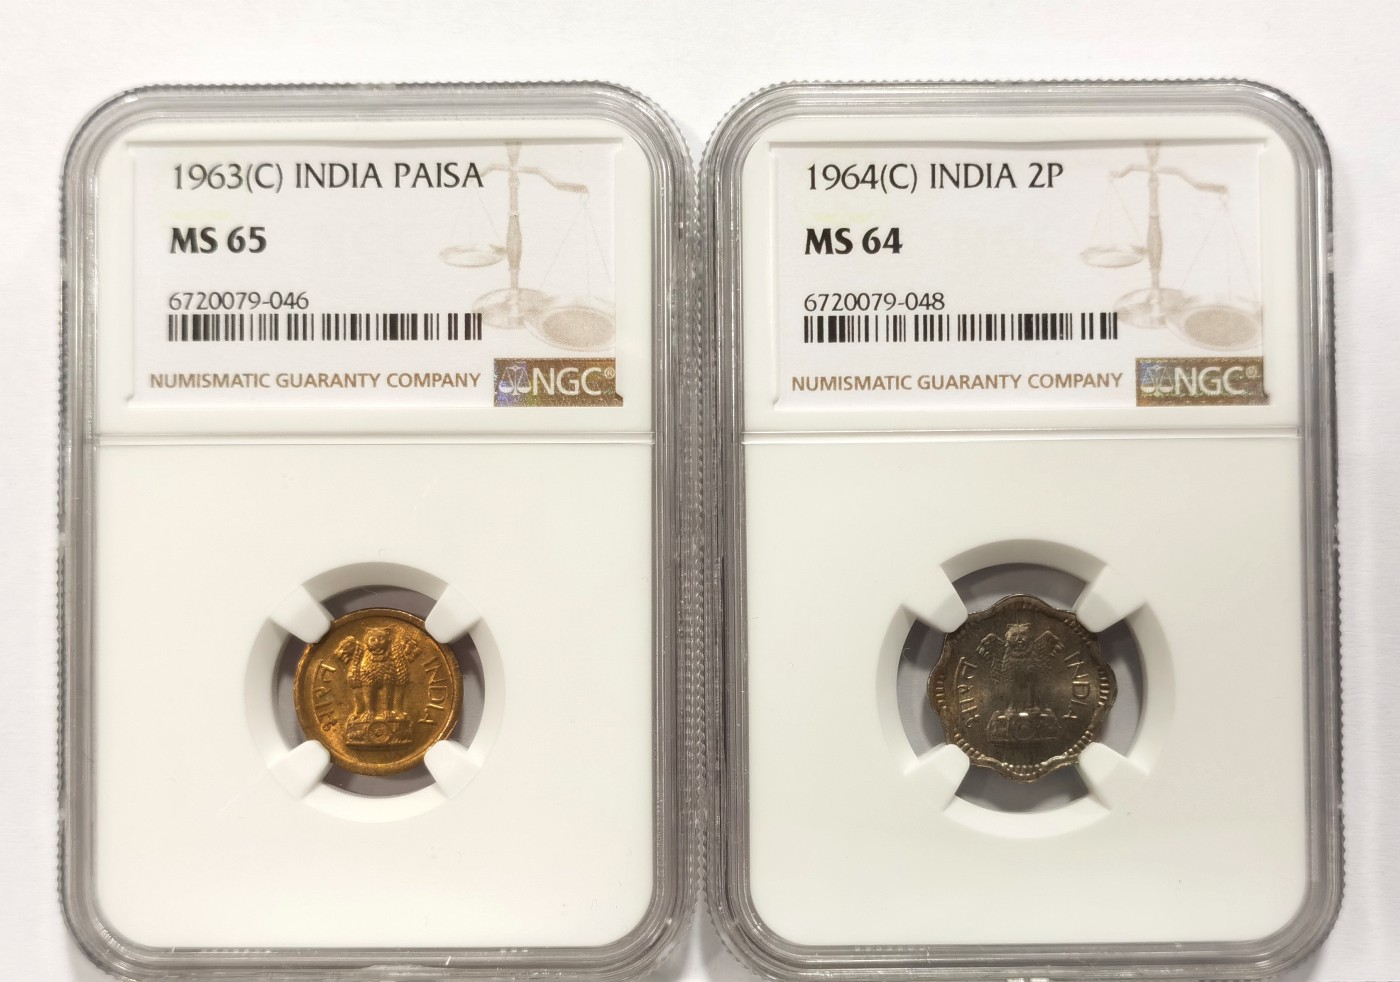 1963(C) INDIA PAISA
MS 65
6720079-046
NUMISMATIC GUARANTY COMPANY
NGC®
भारत
INDIA
1964(C) INDIA 2P
MS 64
6720079-048
NUMISMATIC GUARANTY COMPANY
NGC®
भारत
INDIA